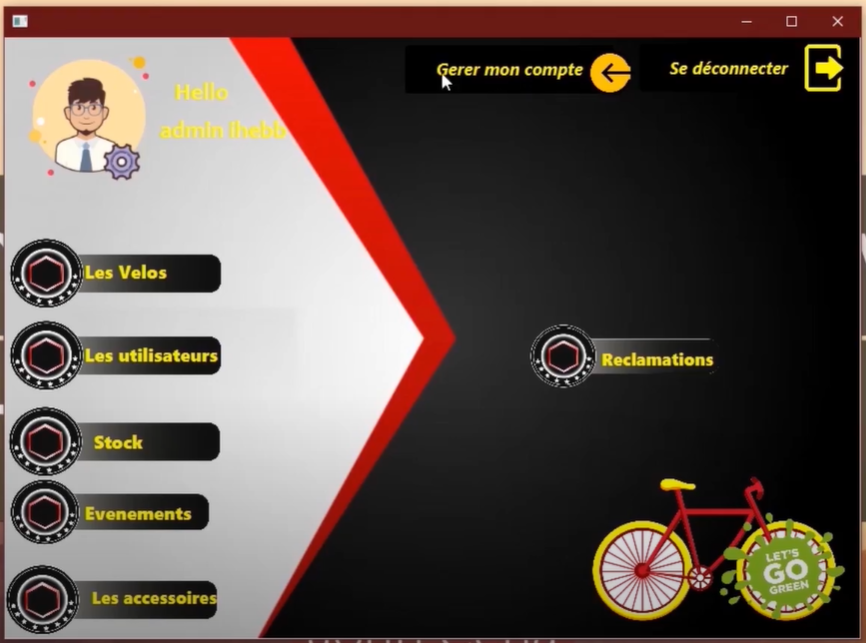 Gerer mon compte
Se déconnecter
Hello
admin Ihebb
Les Velos
Les utilisateurs
Reclamations
Stock
Evenements
Les accessoires
LET'S
GO
GREEN